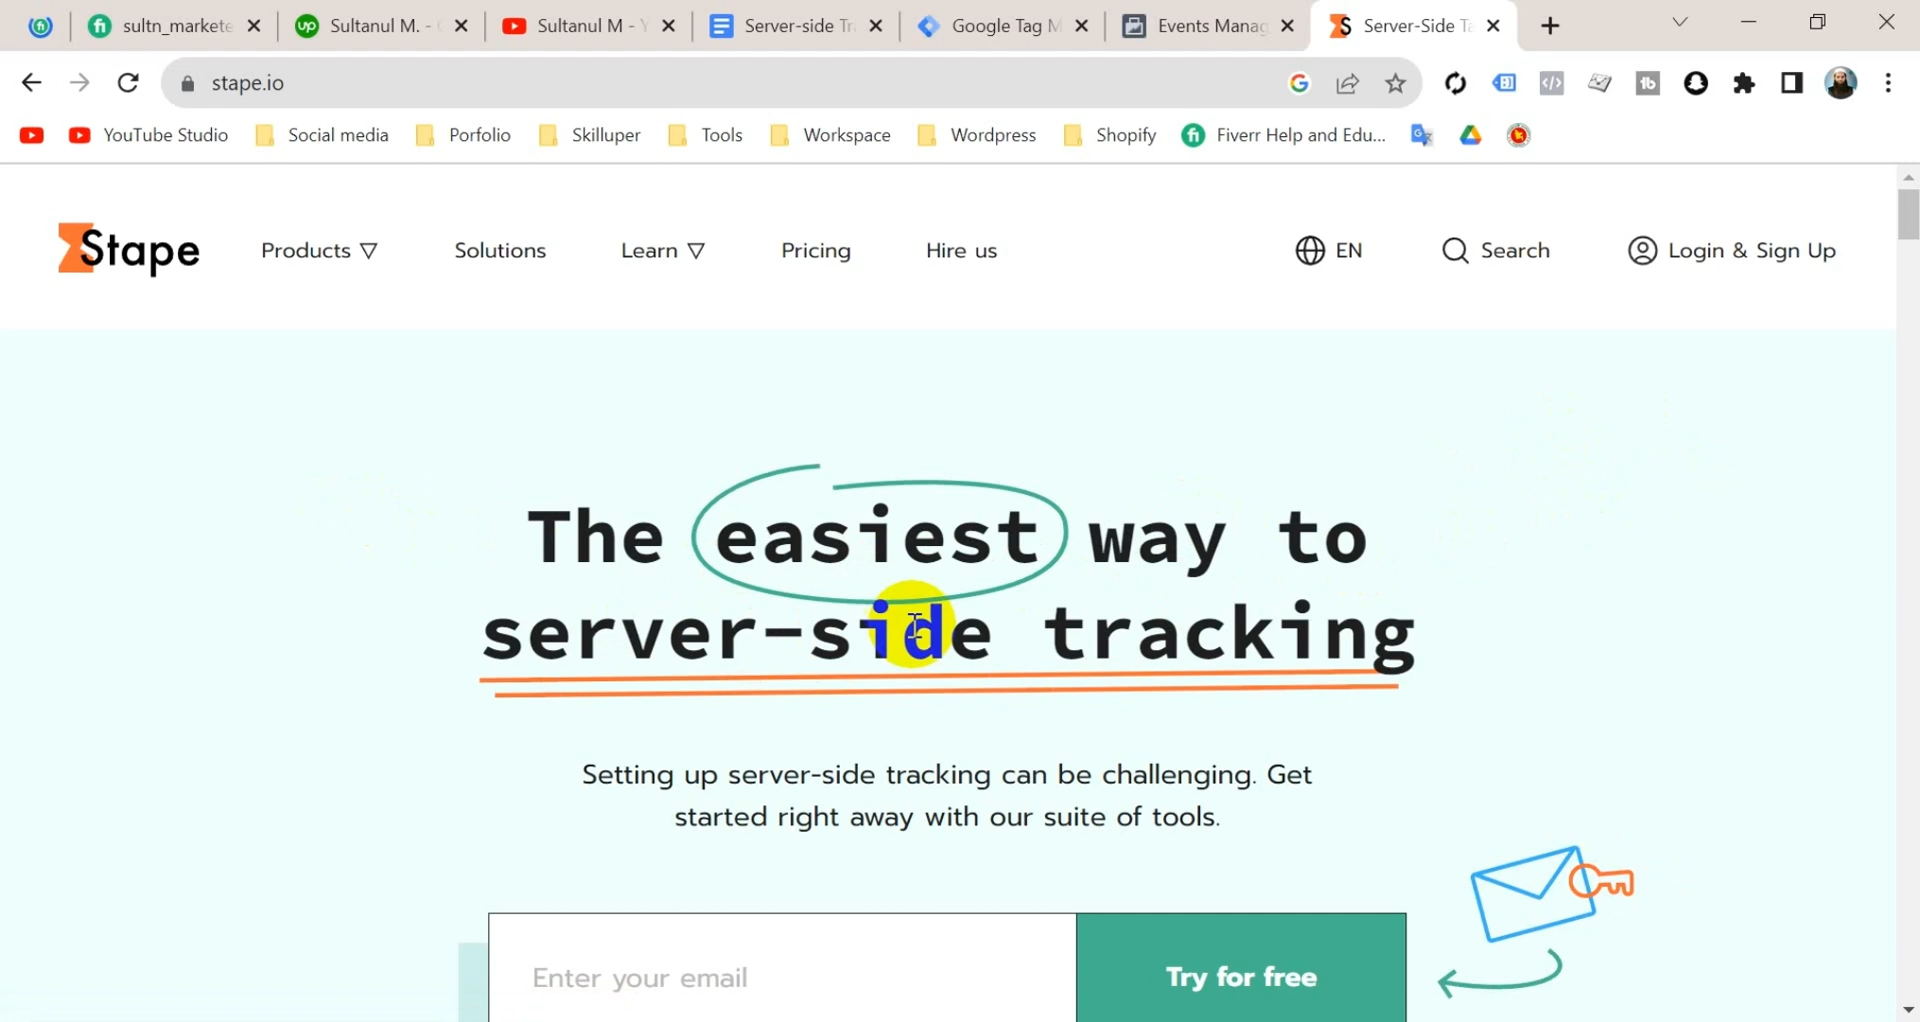 sultn_markete
Sultanul M. -
Sultanul M -
Server-side Tr
Google Tag M
Events Manag
Server-Side Ta
stape.io
YouTube Studio
Social media
Porfolio
Skilluper
Tools
Workspace
Wordpress
Shopify
Fiverr Help and Edu...
Stape
Products
Solutions
Learn
Pricing
Hire us
EN
Search
Login & Sign Up
The easiest way to
server-side tracking
Setting up server-side tracking can be challenging. Get
started right away with our suite of tools.
Enter your email
Try for free